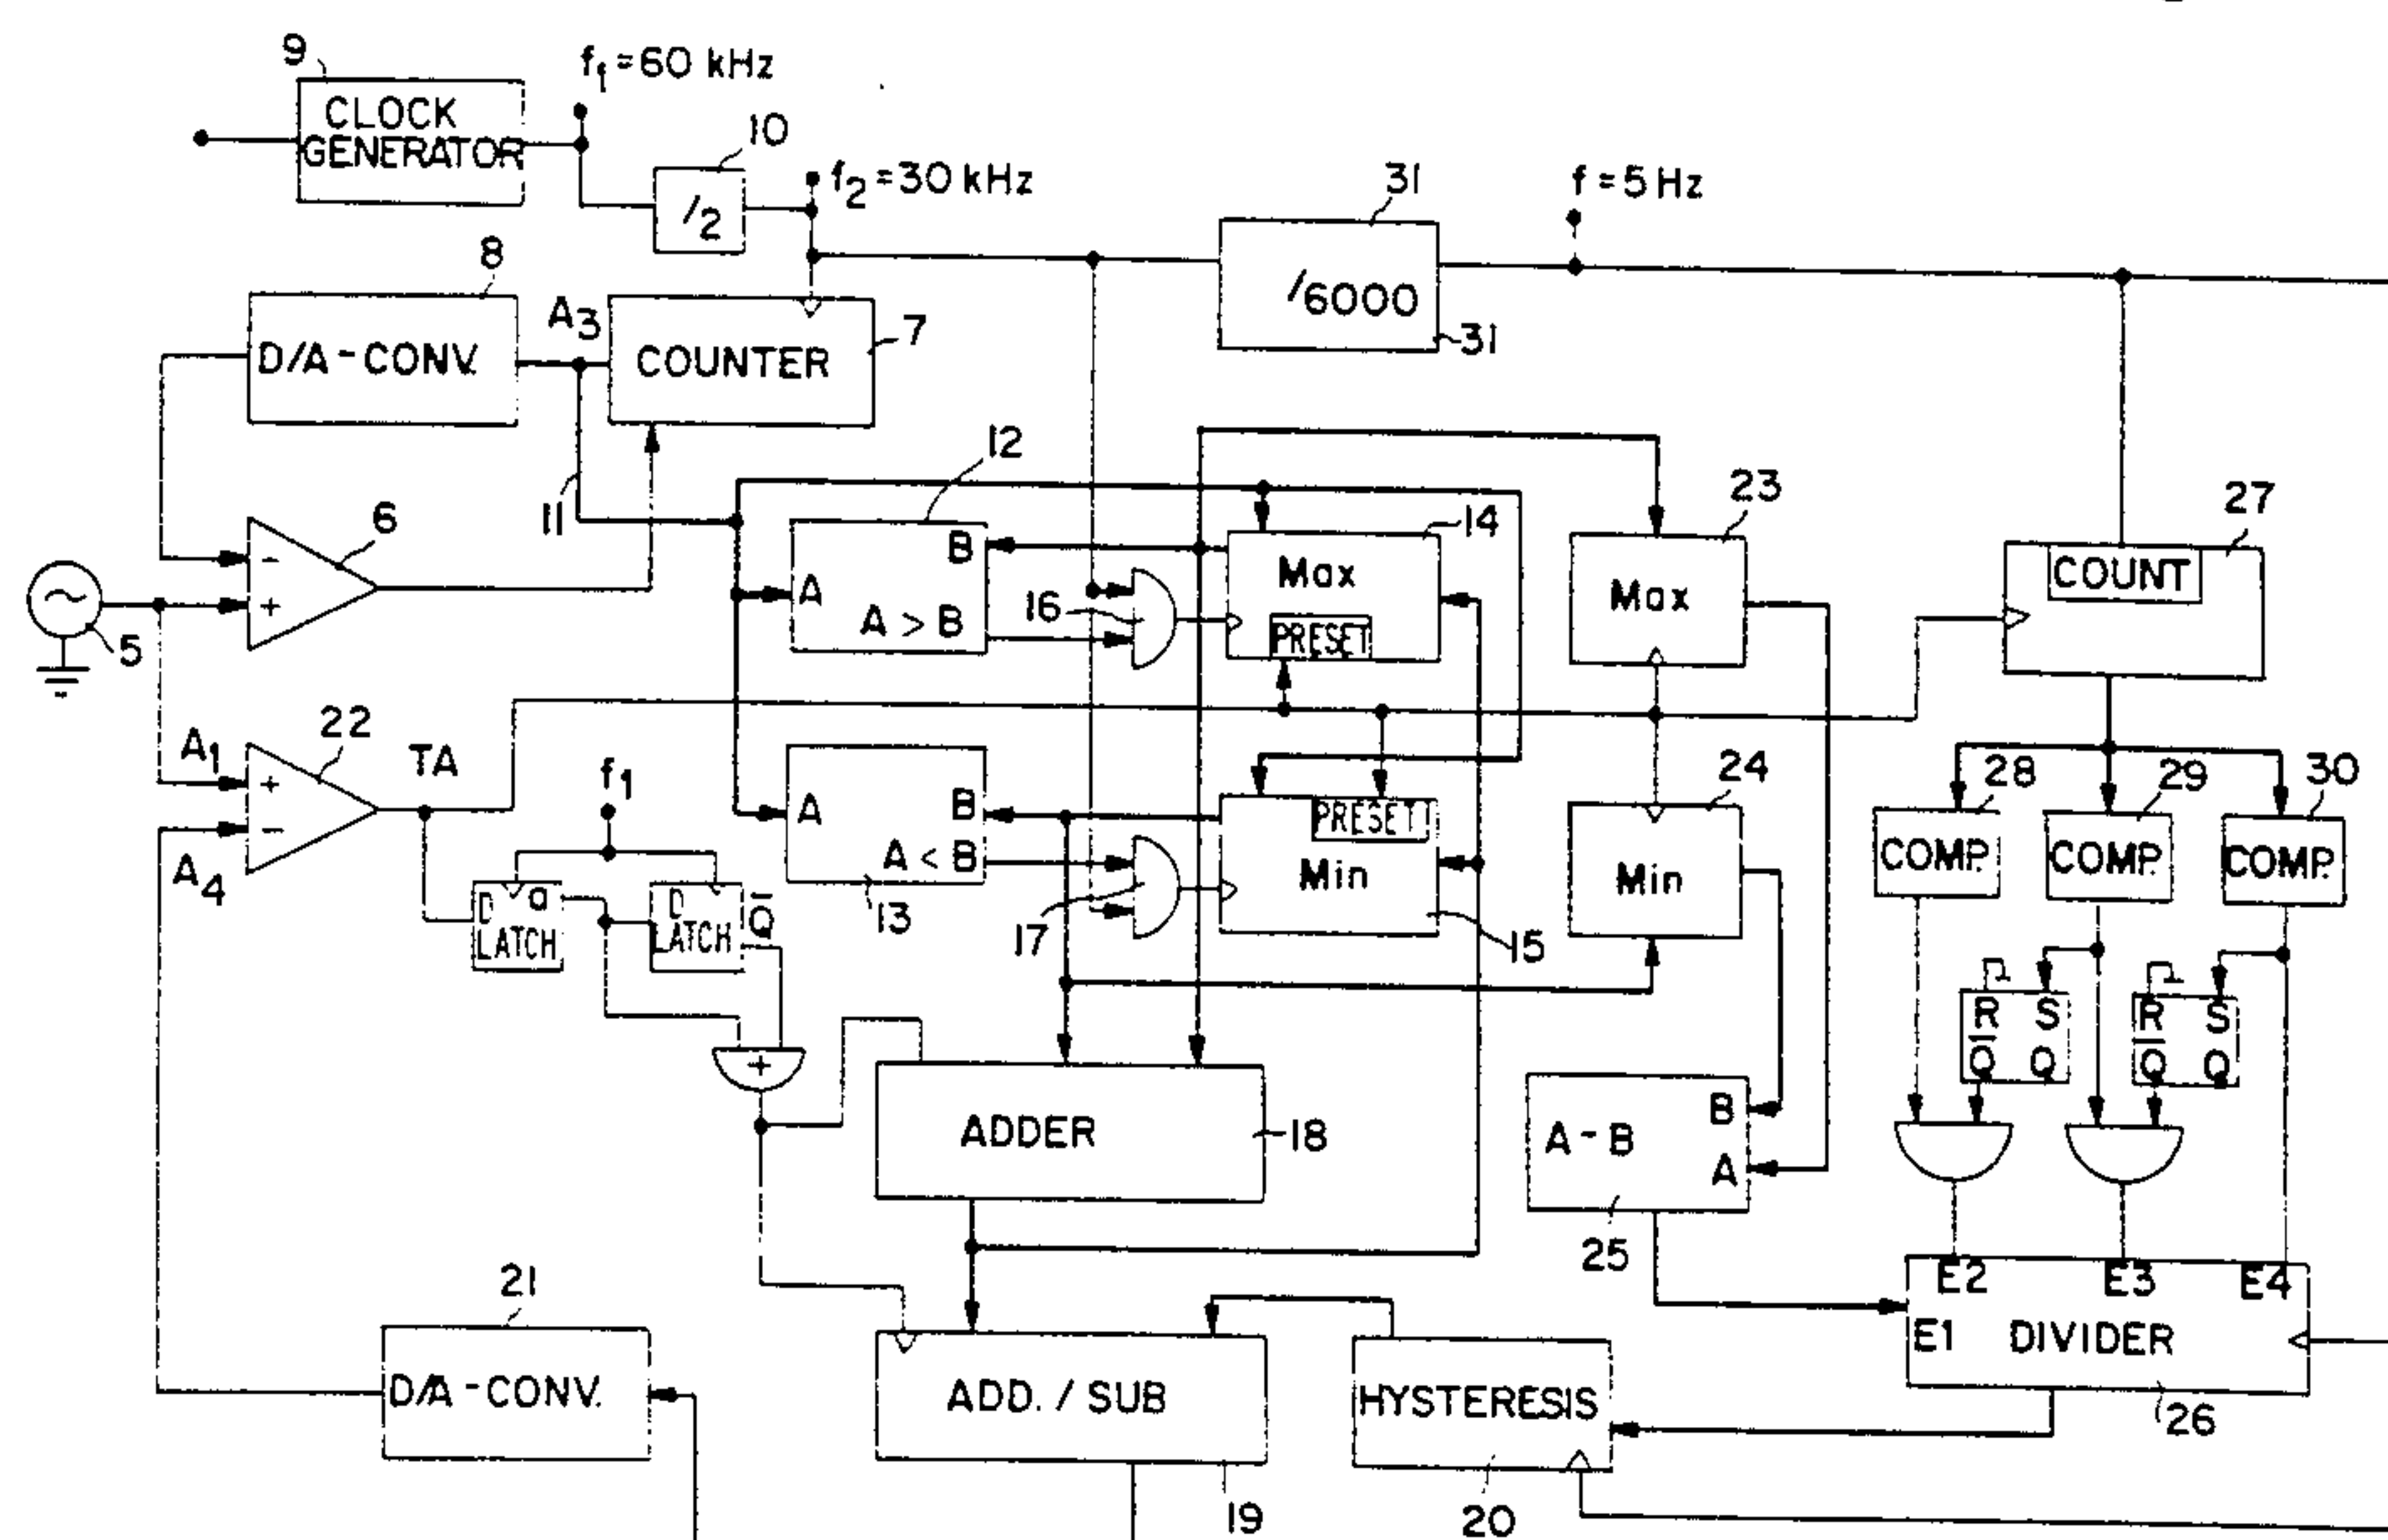 9
CLOCK
GENERATOR
f1 = 60 kHz
10
/2
f2 = 30 kHz
31
/6000
31
f = 5 Hz
8
D/A - CONV.
A3
COUNTER
7
11
12
B
A
A > B
6
5
16
14
Max
PRESET
23
Max
27
COUNT
22
A1
+
-
A4
TA
f1
-
+
D a
LATCH
D
LATCH
Q̅
+
A
B
A < B
13
17
PRESET
Min
15
24
Min
28
COMP.
29
COMP.
30
COMP.
R S
Q̅ Q
R S
Q̅ Q
ADDER
18
A - B
B
A
25
E2 E3 E4
E1 DIVIDER
26
21
D/A - CONV.
ADD. / SUB
19
HYSTERESIS
20